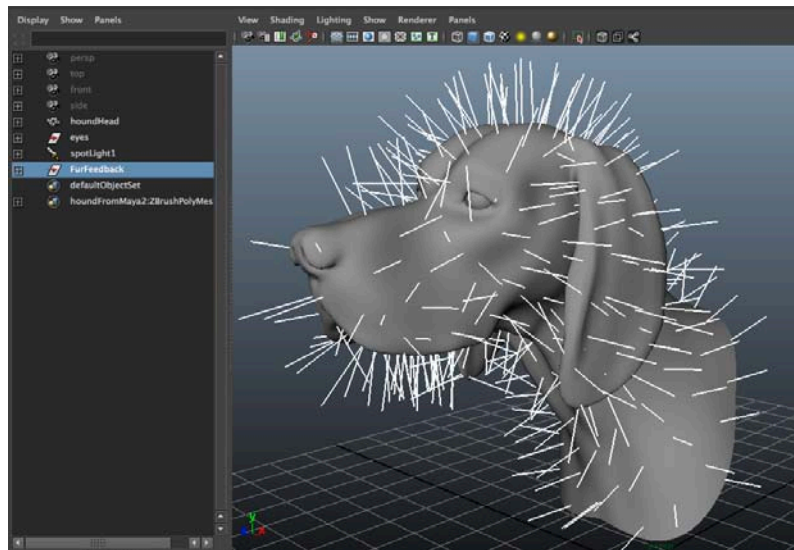 Display Show Panels
View Shading Lighting Show Renderer Panels
persp
top
front
side
houndHead
eyes
spotLight1
FurFeedback
defaultObjectSet
houndFromMaya2:ZBrushPolyMes
y
x